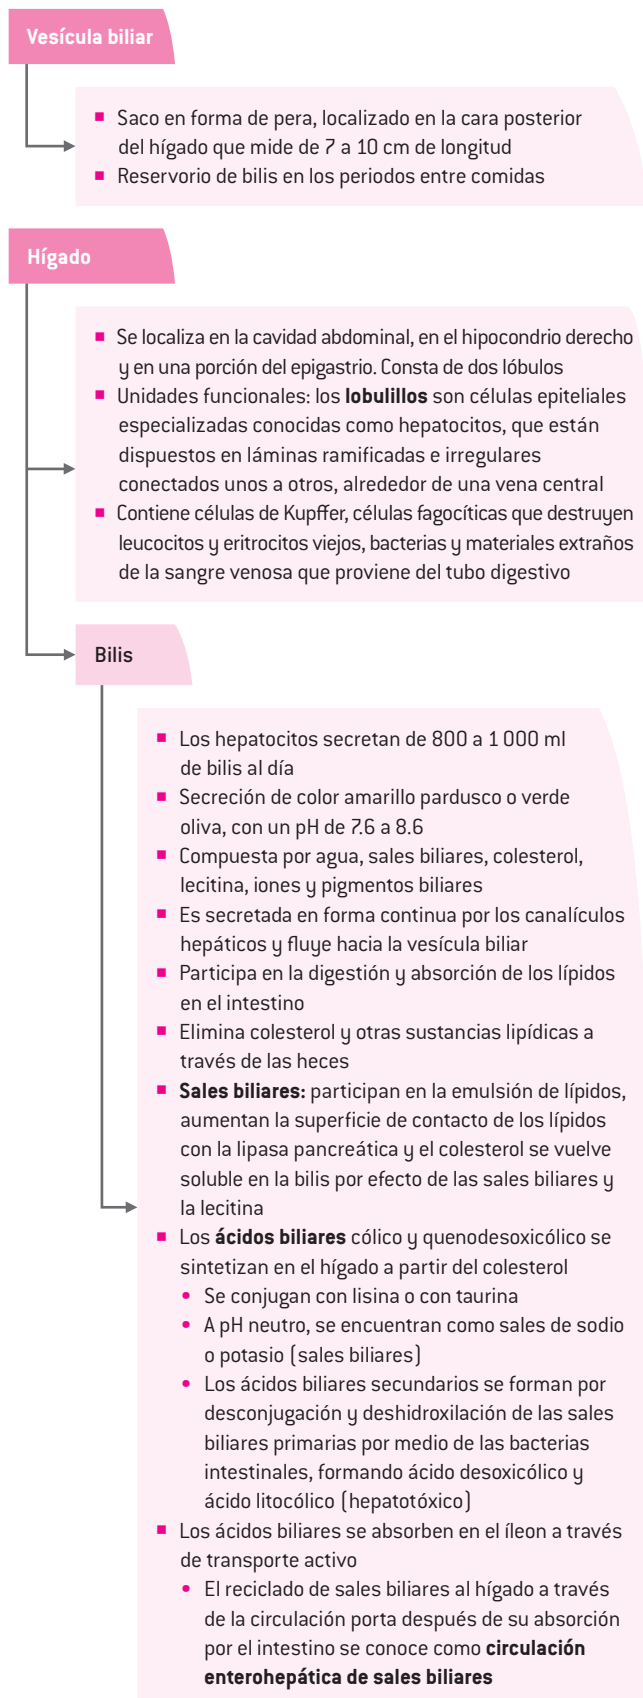 Vesícula biliar
▪ Saco en forma de pera, localizado en la cara posterior
del hígado que mide de 7 a 10 cm de longitud
▪ Reservorio de bilis en los periodos entre comidas
Hígado
▪ Se localiza en la cavidad abdominal, en el hipocondrio derecho
y en una porción del epigastrio. Consta de dos lóbulos
▪ Unidades funcionales: los lobulillos son células epiteliales
especializadas conocidas como hepatocitos, que están
dispuestos en láminas ramificadas e irregulares
conectados unos a otros, alrededor de una vena central
▪ Contiene células de Kupffer, células fagocíticas que destruyen
leucocitos y eritrocitos viejos, bacterias y materiales extraños
de la sangre venosa que proviene del tubo digestivo
Bilis
▪ Los hepatocitos secretan de 800 a 1 000 ml
de bilis al día
▪ Secreción de color amarillo pardusco o verde
oliva, con un pH de 7.6 a 8.6
▪ Compuesta por agua, sales biliares, colesterol,
lecitina, iones y pigmentos biliares
▪ Es secretada en forma continua por los canalículos
hepáticos y fluye hacia la vesícula biliar
▪ Participa en la digestión y absorción de los lípidos
en el intestino
▪ Elimina colesterol y otras sustancias lipídicas a
través de las heces
▪ Sales biliares: participan en la emulsión de lípidos,
aumentan la superficie de contacto de los lípidos
con la lipasa pancreática y el colesterol se vuelve
soluble en la bilis por efecto de las sales biliares y
la lecitina
▪ Los ácidos biliares cólico y quenodesoxicólico se
sintetizan en el hígado a partir del colesterol
• Se conjugan con lisina o con taurina
• A pH neutro, se encuentran como sales de sodio
o potasio (sales biliares)
• Los ácidos biliares secundarios se forman por
desconjugación y deshidroxilación de las sales
biliares primarias por medio de las bacterias
intestinales, formando ácido desoxicólico y
ácido litocólico (hepatotóxico)
▪ Los ácidos biliares se absorben en el íleon a través
de transporte activo
• El reciclado de sales biliares al hígado a través
de la circulación porta después de su absorción
por el intestino se conoce como circulación
enterohepática de sales biliares